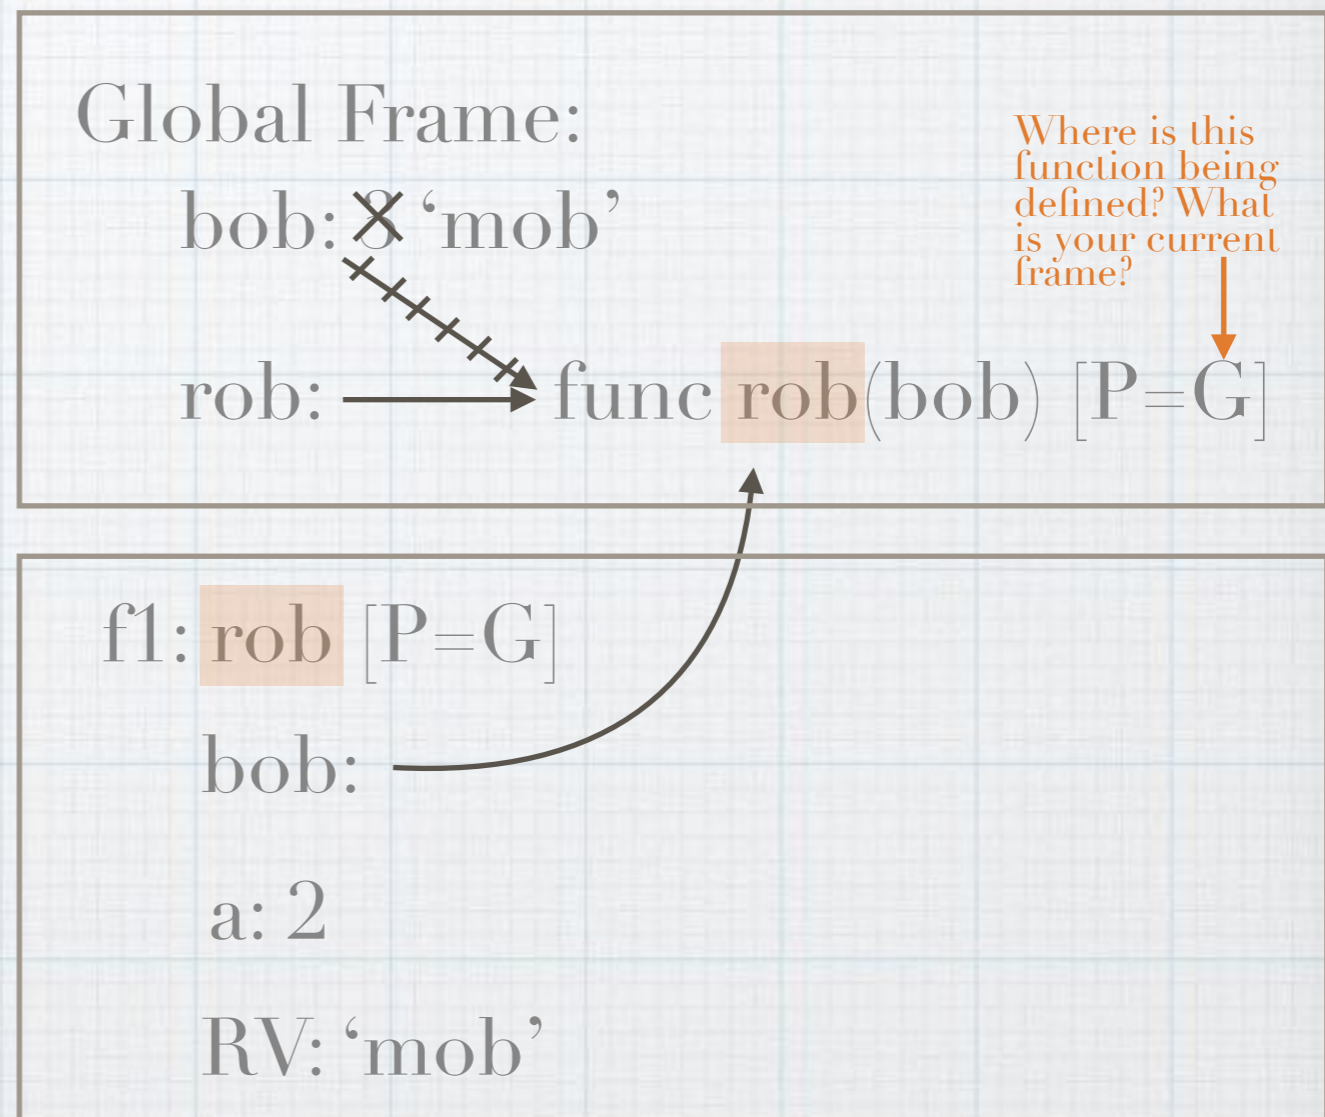 Global Frame:
Where is this
function being
defined? What
is your current
frame?
bob: 3 ‘mob’
rob: func rob(bob) [P=G]
f1: rob [P=G]
bob:
a: 2
RV: ‘mob’